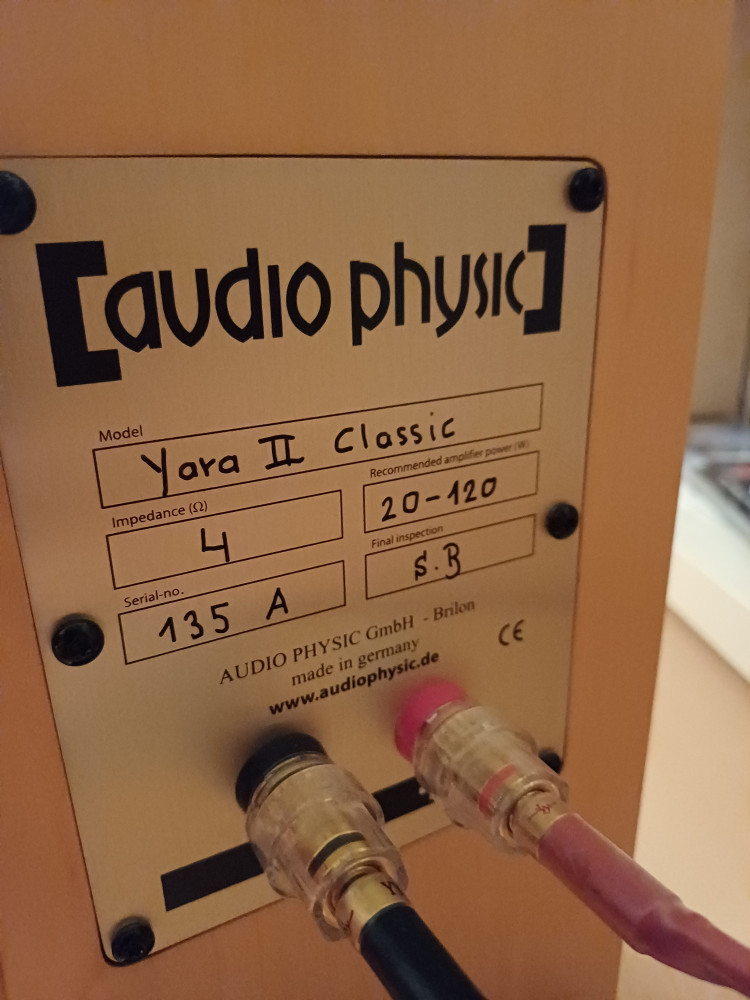 [audio physic]
Model
Yara II Classic
Impedance (Ω)
4
Recommended amplifier power (W)
20-120
Serial-no.
135 A
Final inspection
S.B
AUDIO PHYSIC GmbH - Brilon
made in germany
www.audiophysic.de
CE